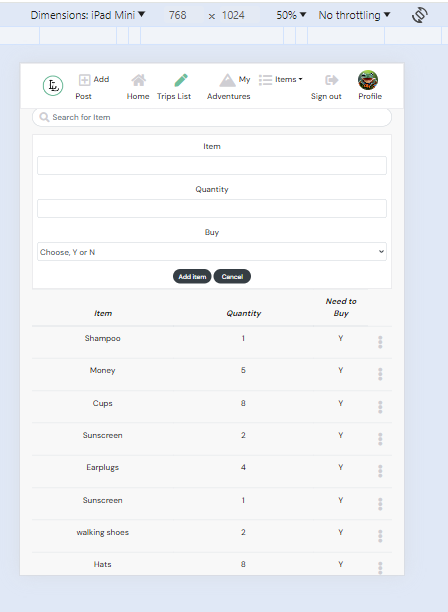 Dimensions: iPad Mini ▼ 768 x 1024 50% ▼ No throttling ▼
Add Post Home Trips List My Adventures Items Sign out Profile
Search for Item
Item
Quantity
Buy
Choose, Y or N
Add item Cancel
Item Quantity Need to Buy
Shampoo 1 Y
Money 5 Y
Cups 8 Y
Sunscreen 2 Y
Earplugs 4 Y
Sunscreen 1 Y
walking shoes 2 Y
Hats 8 Y